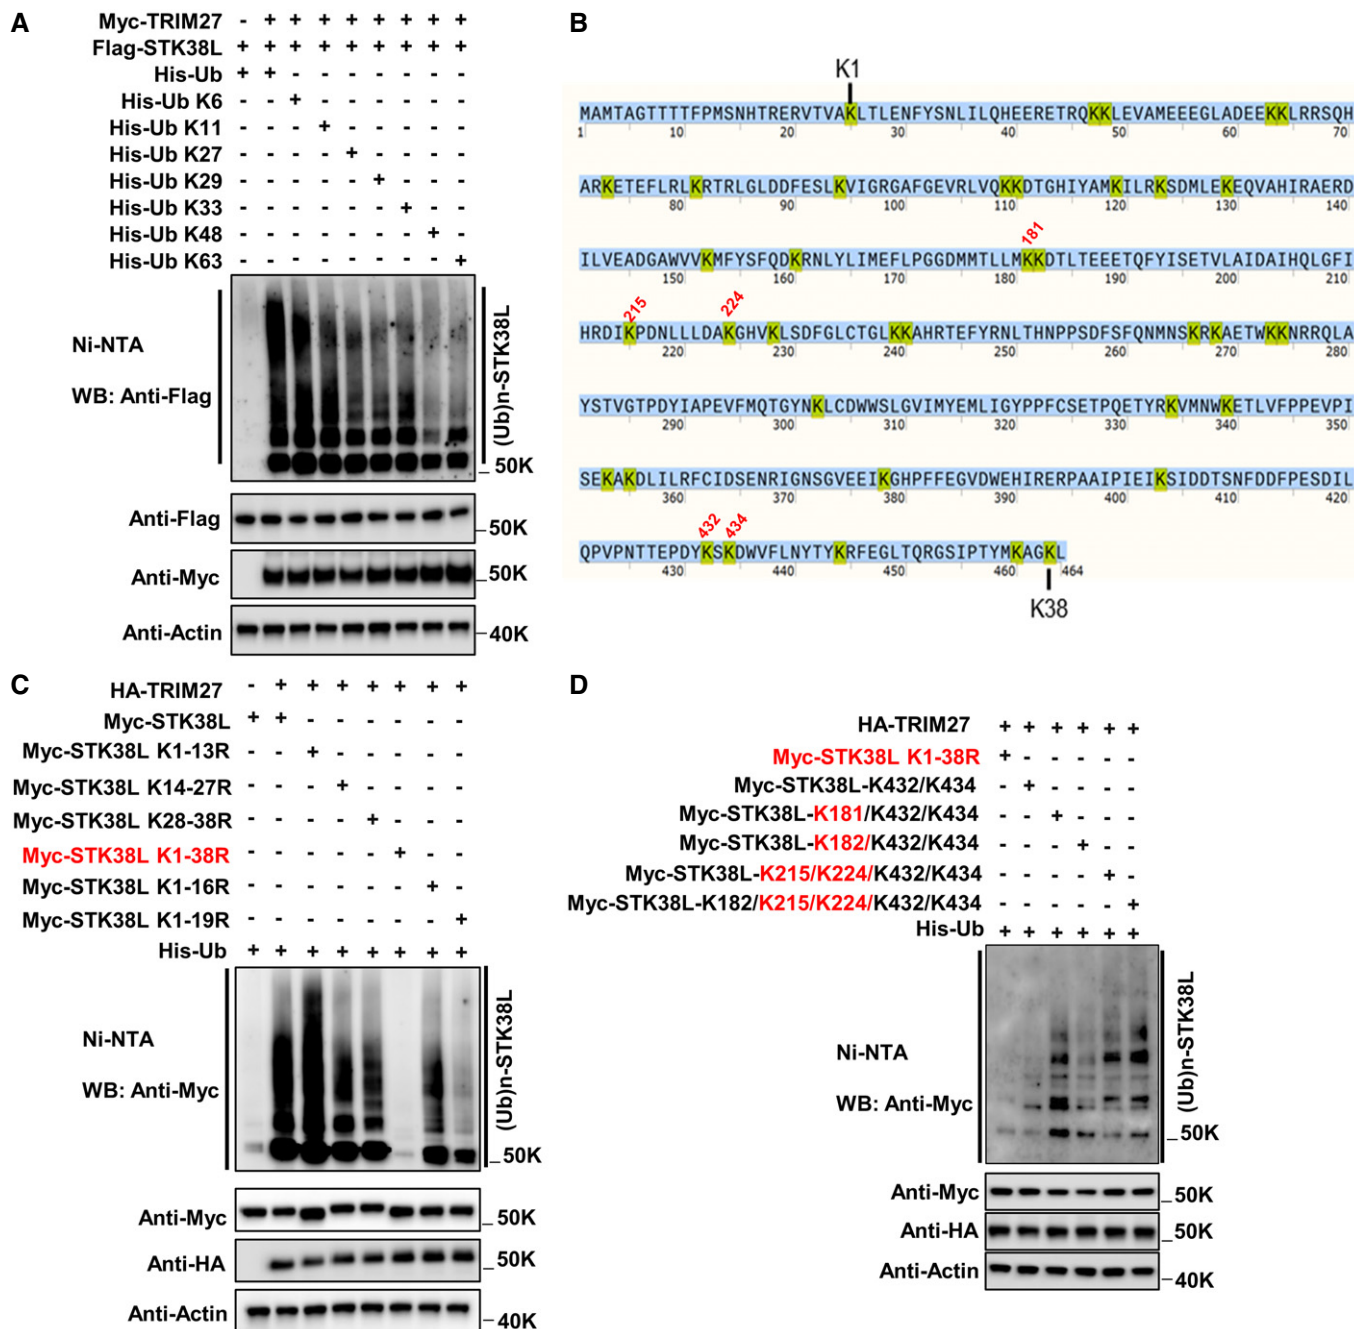 A
Myc-TRIM27 - + + + + + + + +
Flag-STK38L + + + + + + + + +
His-Ub + + - - - - - - -
His-Ub K6 - - + - - - - - -
His-Ub K11 - - - + - - - - -
His-Ub K27 - - - - + - - - -
His-Ub K29 - - - - - + - - -
His-Ub K33 - - - - - - + - -
His-Ub K48 - - - - - - - + -
His-Ub K63 - - - - - - - - +
Ni-NTA
WB: Anti-Flag
(Ub)n-STK38L
50K
Anti-Flag 50K
Anti-Myc 50K
Anti-Actin 40K
B
K1
MAMTAGTTTTFPMSNHTRERVTVAKLTLENFYSNLILQHEERETRQKKLEVAMEEEGLADEEKKLRRSQH
1 10 20 30 40 50 60 70
ARKETEFLRLKRTRLGLDDFESLKVIGRGAFGEVRLVQKKDTGHIYAMKILRKSDMLEKEQVAHIRAERD
80 90 100 110 120 130 140
181
ILVEADGAWVVKMFYSFQDKRNLYLIMEFLPGGDMMTLLMKKDTLTEEETQFYISETVLAIDAIHQLGFI
150 160 170 180 190 200 210
215 224
HRDIKPDNLLLDAKGHVKLSDFGLCTGLKKAHRTEFYRNLTHNPPSDFSFQNMNSKRKAETWKKNRRQLA
220 230 240 250 260 270 280
YSTVGTPDYIAPEVFMQTGYNKLCDWWSLGVIMYEMLIGYPPFCSETPQETYRKVMNWKETLVFPPEVPI
290 300 310 320 330 340 350
SEKAKDLILRFCIDSENRIGNSGVEEIKGHPFFEGVDWEHIRERPAAIPIEIKSIDDTSNFDDFPESDIL
360 370 380 390 400 410 420
432 434
QPVPNTTEPDYKSKDWVFLNYTYKRFEGLTQRGSIPTYMKAGKL
430 440 450 460 464
K38
C
HA-TRIM27 - + + + + + + +
Myc-STK38L + + - - - - - -
Myc-STK38L K1-13R - - + - - - - -
Myc-STK38L K14-27R - - - + - - - -
Myc-STK38L K28-38R - - - - + - - -
Myc-STK38L K1-38R - - - - - + - -
Myc-STK38L K1-16R - - - - - - + -
Myc-STK38L K1-19R - - - - - - - +
His-Ub + + + + + + + +
Ni-NTA
WB: Anti-Myc
(Ub)n-STK38L
50K
Anti-Myc 50K
Anti-HA 50K
Anti-Actin 40K
D
HA-TRIM27 + + + + + +
Myc-STK38L K1-38R + - - - - -
Myc-STK38L-K432/K434 - + - - - -
Myc-STK38L-K181/K432/K434 - - + - - -
Myc-STK38L-K182/K432/K434 - - - + - -
Myc-STK38L-K215/K224/K432/K434 - - - - + -
Myc-STK38L-K182/K215/K224/K432/K434 - - - - - +
His-Ub + + + + + +
Ni-NTA
WB: Anti-Myc
(Ub)n-STK38L
50K
Anti-Myc 50K
Anti-HA 50K
Anti-Actin 40K